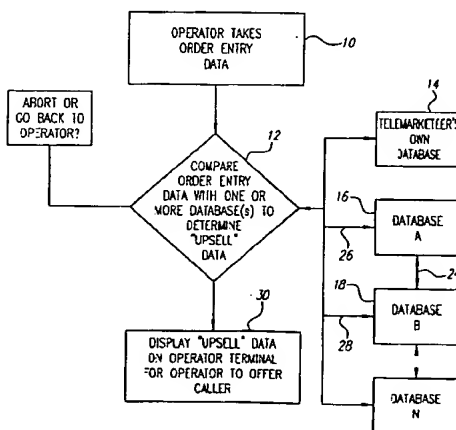 OPERATOR TAKES
ORDER ENTRY
DATA
10
ABORT OR
GO BACK TO
OPERATOR?
12
COMPARE
ORDER ENTRY
DATA WITH ONE OR
MORE DATABASE(s) TO
DETERMINE
"UPSELL"
DATA
14
TELEMARKETEER'S
OWN
DATABASE
16
DATABASE
A
26
24
18
DATABASE
B
28
30
DISPLAY "UPSELL" DATA
ON OPERATOR TERMINAL
FOR OPERATOR TO OFFER
CALLER
DATABASE
N